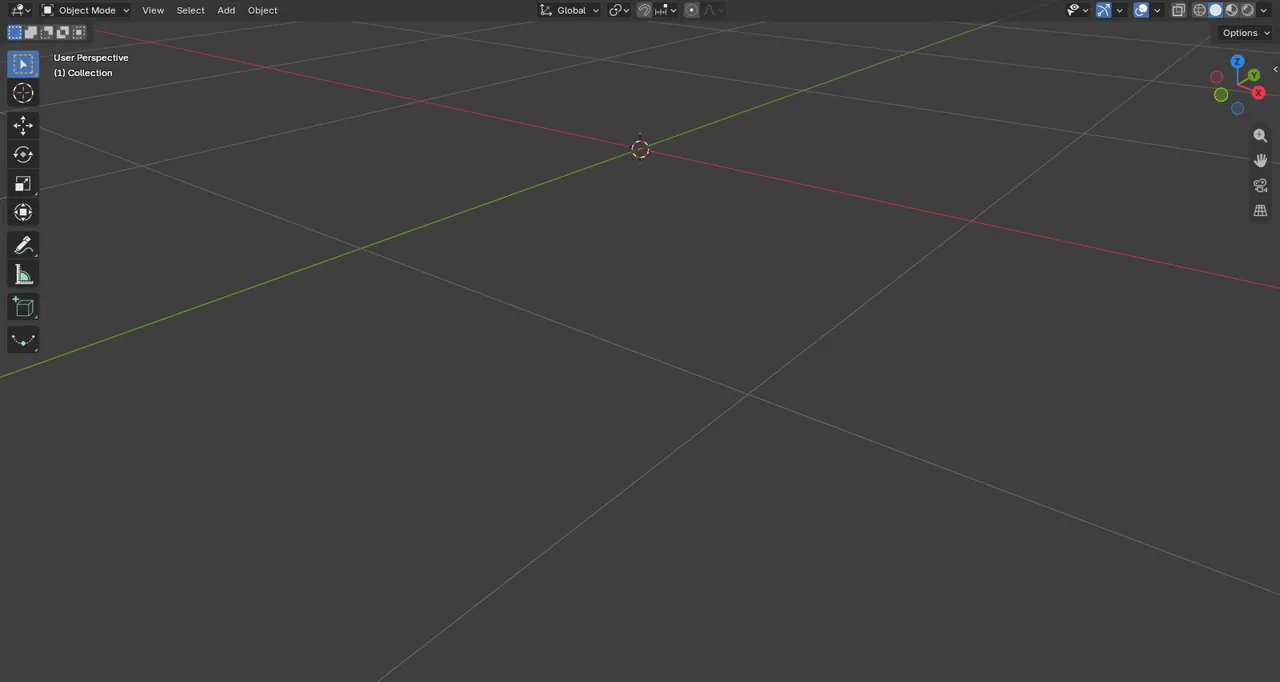 Object Mode View Select Add Object Global
Options
User Perspective
(1) Collection
Z
Y
X